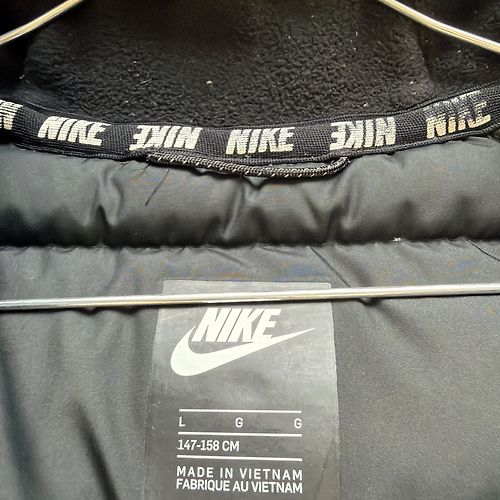 NIKE NIKE NIKE NIKE NIKE
NIKE
L G G
147-158 CM
MADE IN VIETNAM
FABRIQUE AU VIETNAM